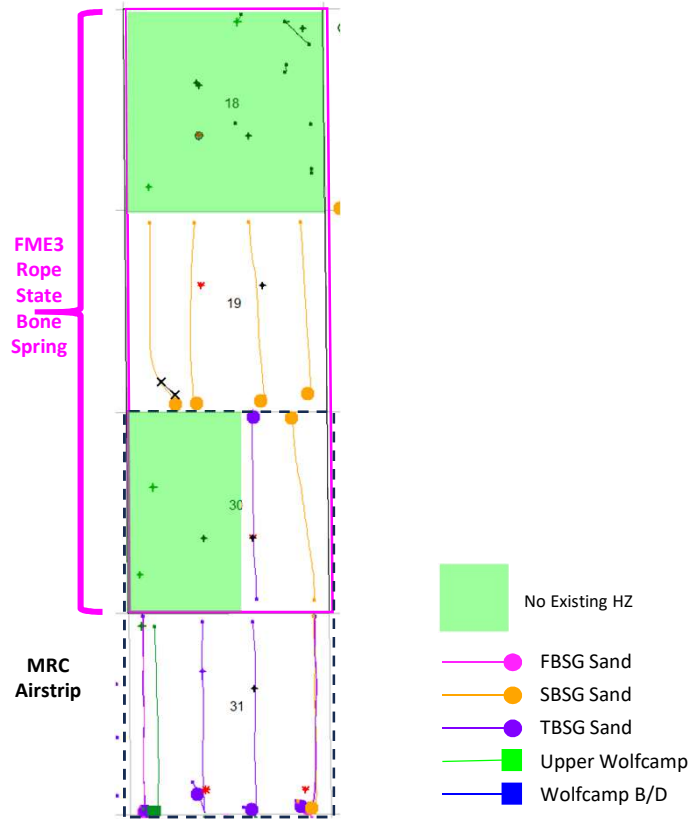 18
FME3
Rope
State
Bone
Spring
19
30
MRC
Airstrip
31
No Existing HZ
FBSG Sand
SBSG Sand
TBSG Sand
Upper Wolfcamp
Wolfcamp B/D